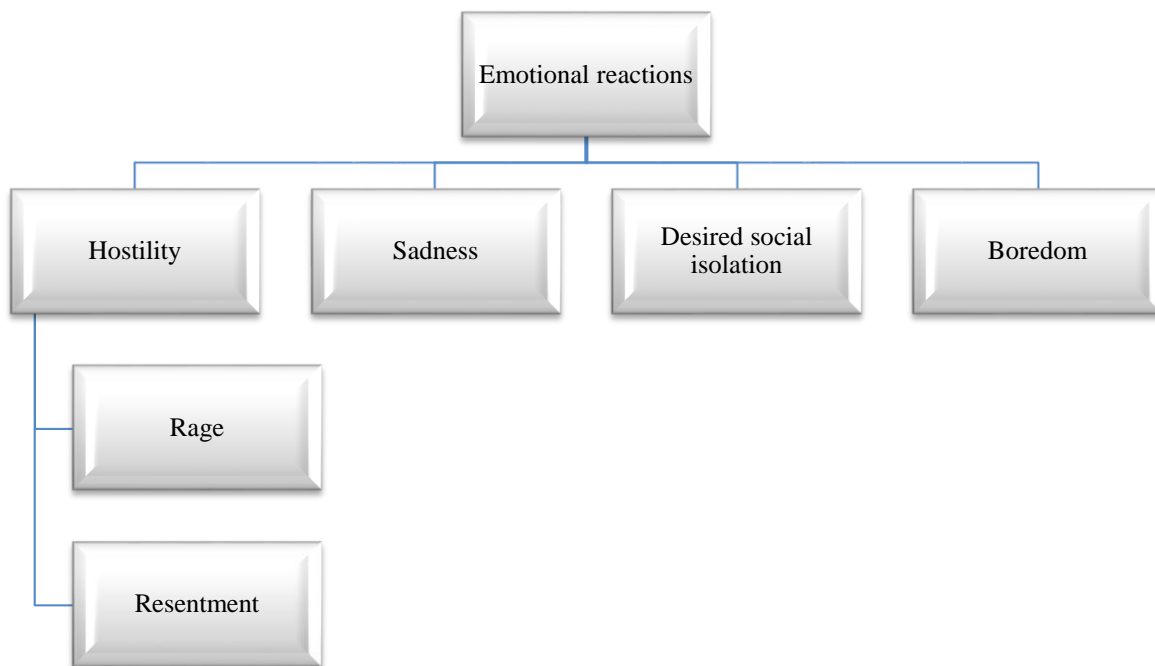 Emotional reactions
Hostility
Sadness
Desired social
isolation
Boredom
Rage
Resentment